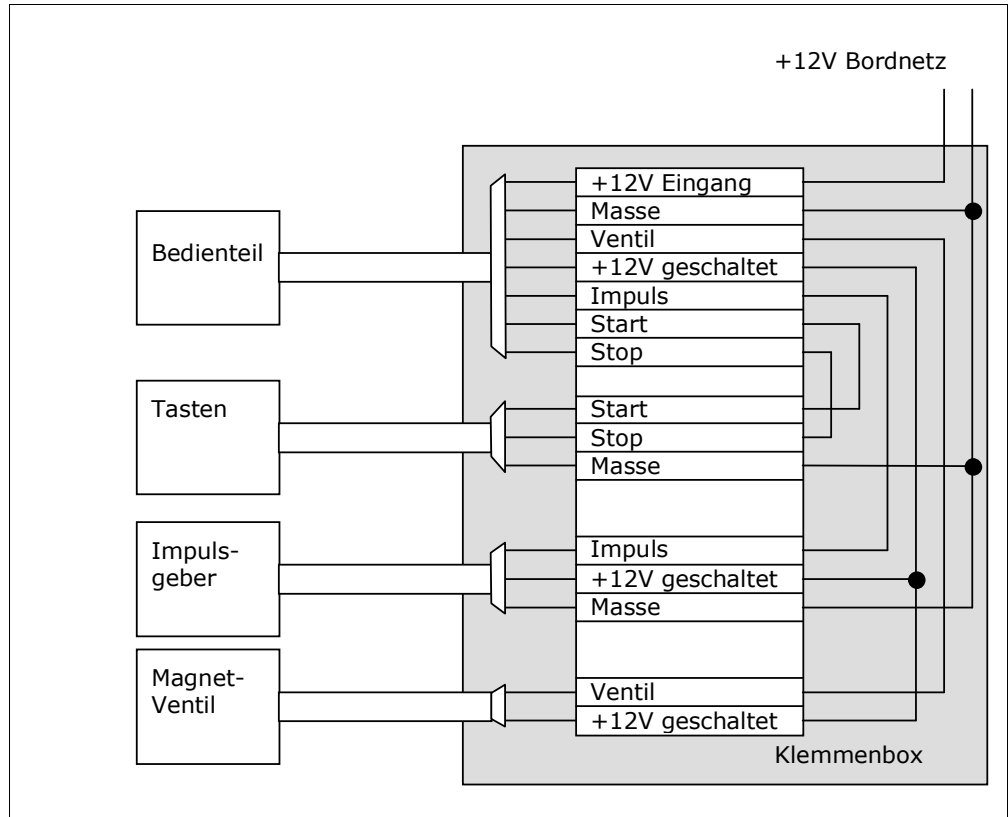 +12V Bordnetz
+12V Eingang
Masse
Ventil
+12V geschaltet
Impuls
Start
Stop
Start
Stop
Masse
Impuls
+12V geschaltet
Masse
Ventil
+12V geschaltet
Bedienteil
Tasten
Impuls-
geber
Magnet-
Ventil
Klemmenbox